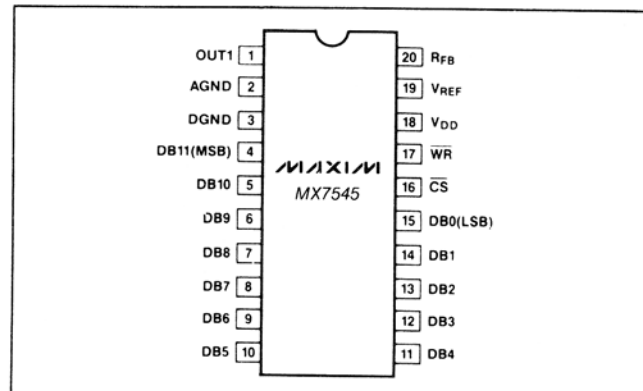 OUT1 1 20 RFB
AGND 2 19 VREF
DGND 3 18 VDD
DB11(MSB) 4 17 W̅R̅
DB10 5 16 C̅S̅
MAXIM
MX7545
DB9 6 15 DB0(LSB)
DB8 7 14 DB1
DB7 8 13 DB2
DB6 9 12 DB3
DB5 10 11 DB4